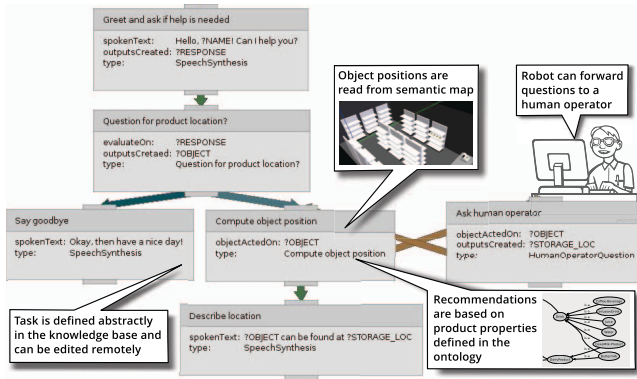 Greet and ask if help is needed
spokenText: Hello, ?NAME! Can I help you?
outputsCreated: ?RESPONSE
type: SpeechSynthesis
Question for product location?
evaluateOn: ?RESPONSE
outputsCretaed: ?OBJECT
type: Question for product location?
Object positions are
read from semantic map
Robot can forward
questions to a
human operator
Say goodbye
spokenText: Okay, then have a nice day!
type: SpeechSynthesis
Compute object position
objectActedOn: ?OBJECT
type: Compute object position
Ask human operator
objectActedOn: ?OBJECT
outputsCreated: ?STORAGE_LOC
type: HumanOperatorQuestion
Task is defined abstractly
in the knowledge base and
can be edited remotely
Describe location
spokenText: ?OBJECT can be found at ?STORAGE_LOC
type: SpeechSynthesis
Recommendations
are based on
product properties
defined in the
ontology